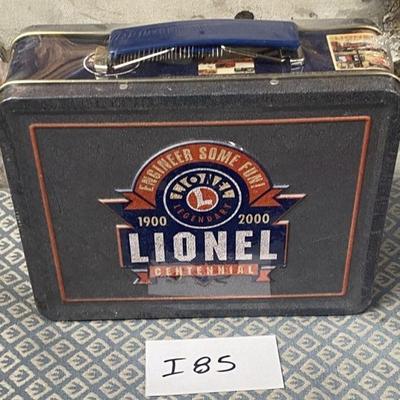 ENGINEER SOME FUN!
LIONEL
L
LEGENDARY
1900 2000
LIONEL
CENTENNIAL
I85